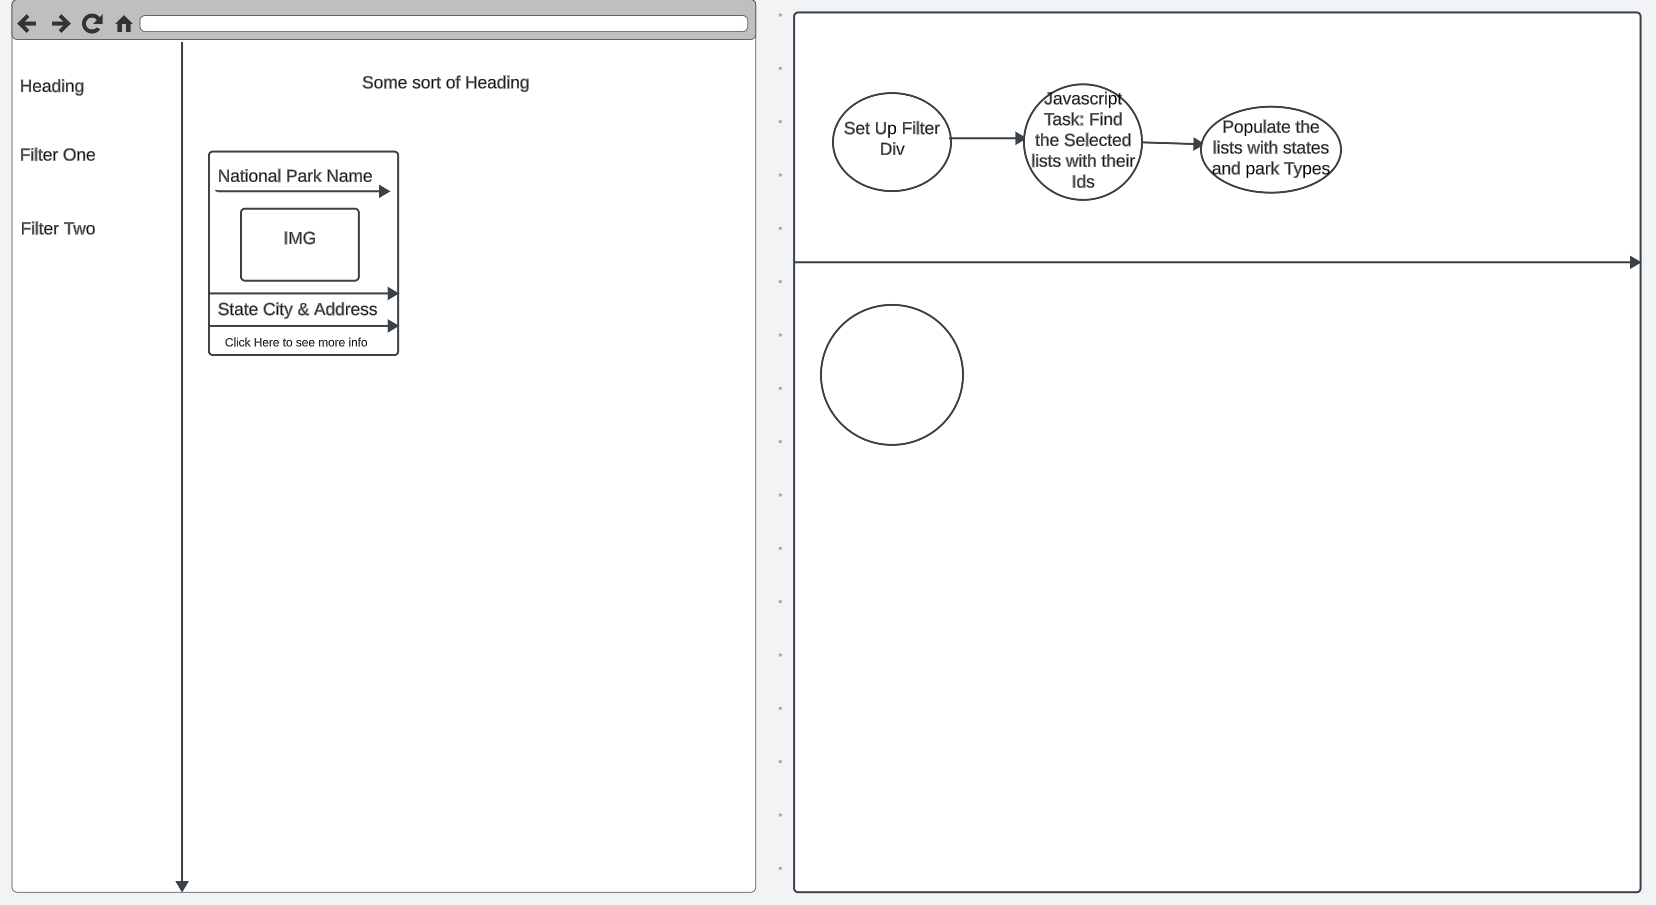 Heading
Some sort of Heading
Filter One
Filter Two
National Park Name
IMG
State City & Address
Click Here to see more info
Set Up Filter
Div
Javascript
Task: Find
the Selected
lists with their
Ids
Populate the
lists with states
and park Types